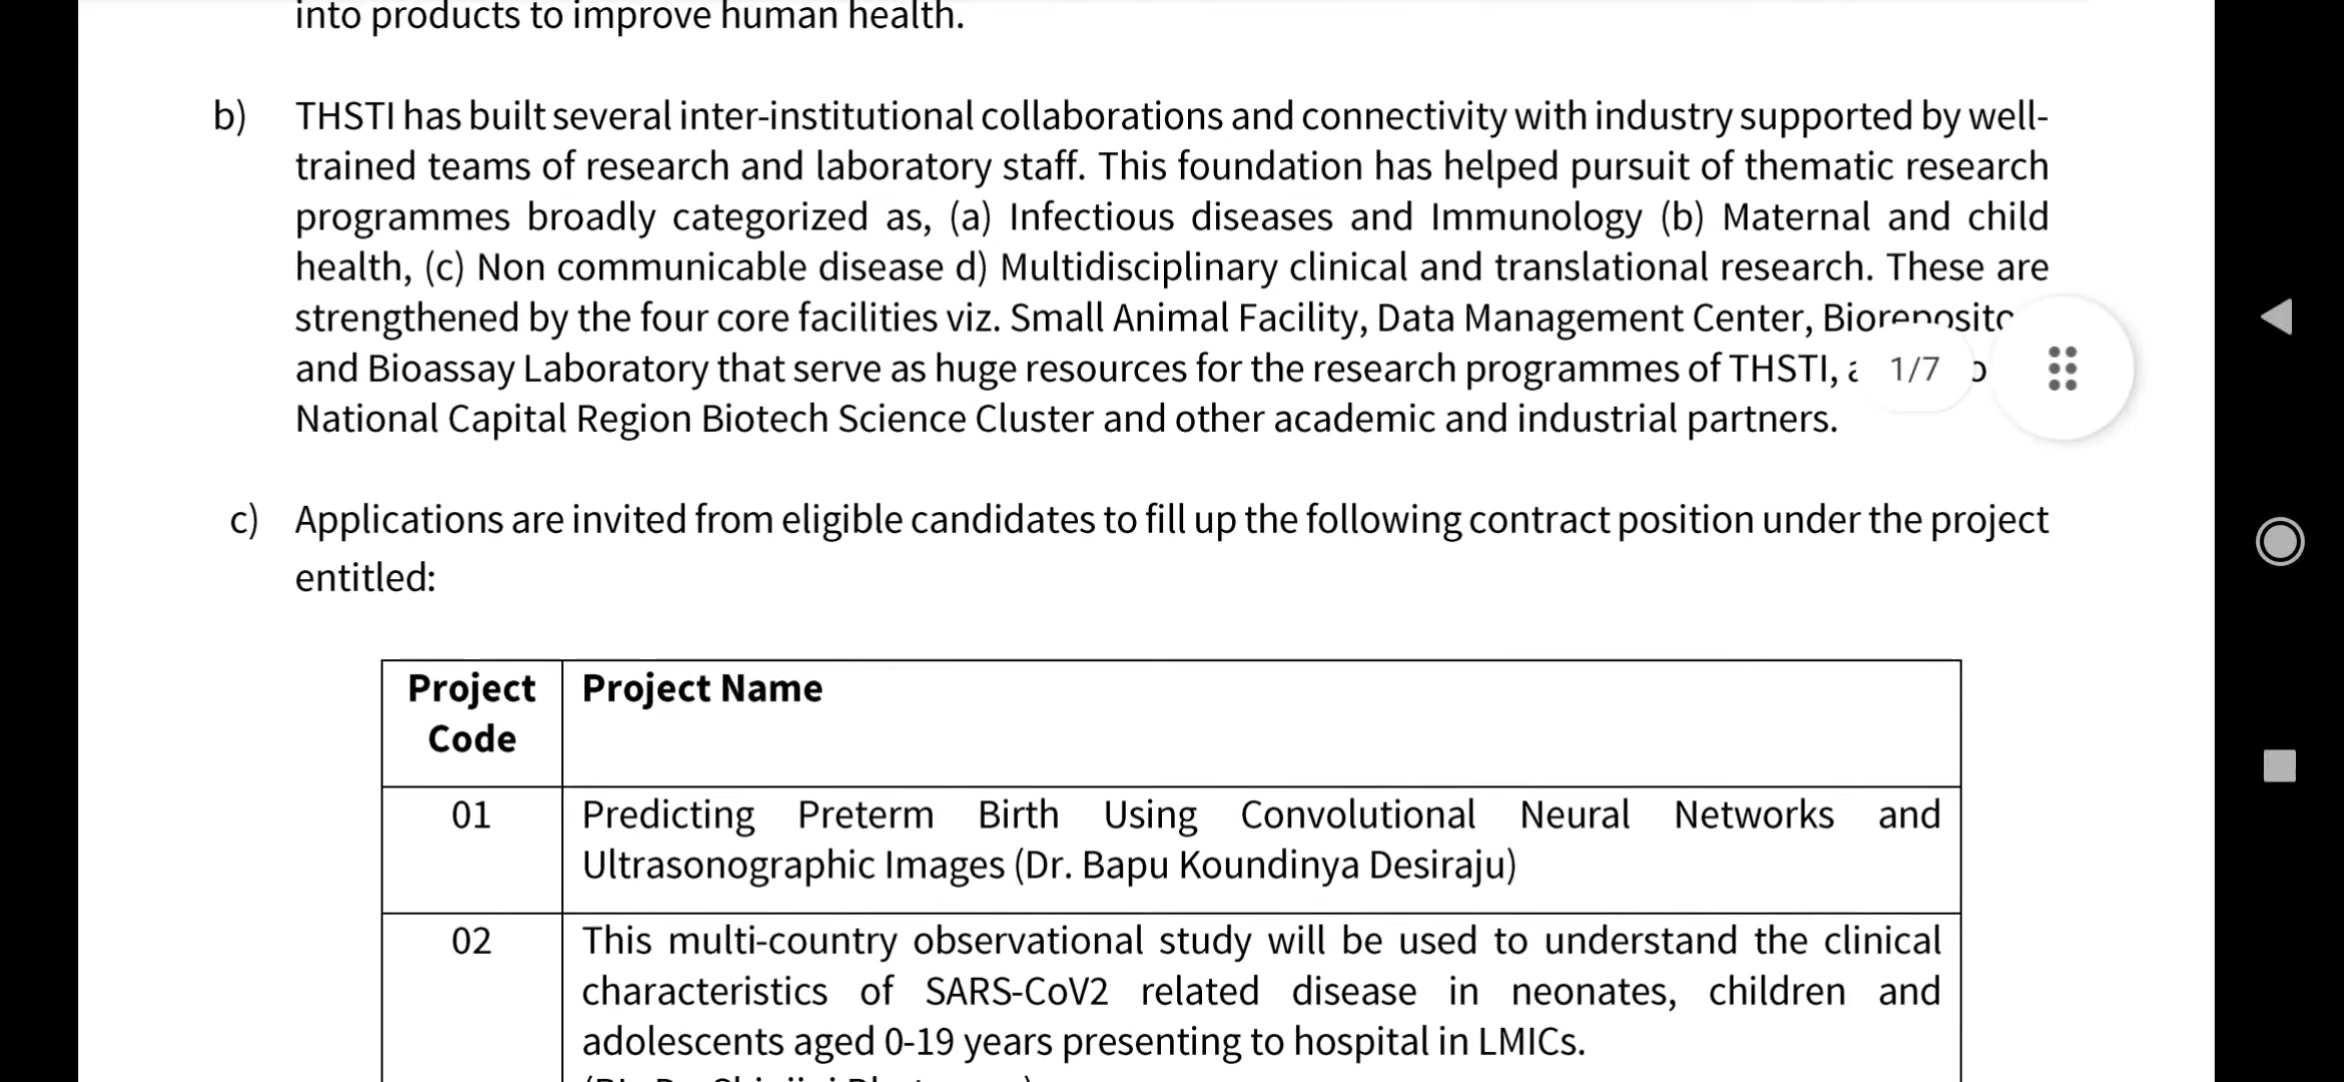 into products to improve human health.
b) THSTI has built several inter-institutional collaborations and connectivity with industry supported by well-
trained teams of research and laboratory staff. This foundation has helped pursuit of thematic research
programmes broadly categorized as, (a) Infectious diseases and Immunology (b) Maternal and child
health, (c) Non communicable disease d) Multidisciplinary clinical and translational research. These are
strengthened by the four core facilities viz. Small Animal Facility, Data Management Center,
and Bioassay Laboratory that serve as huge resources for the research programmes of THSTI,
1/7
National Capital Region Biotech Science Cluster and other academic and industrial partners.
c) Applications are invited from eligible candidates to fill up the following contract position under the project
entitled:
Project
Code
Project Name
01
Predicting Preterm Birth Using Convolutional Neural Networks and
Ultrasonographic Images (Dr. Bapu Koundinya Desiraju)
02
This multi-country observational study will be used to understand the clinical
characteristics of SARS-CoV2 related disease in neonates, children and
adolescents aged 0-19 years presenting to hospital in LMICs.